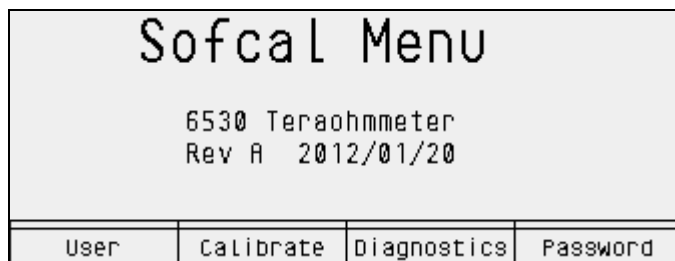 Sofcal Menu
6530 Teraohmmeter
Rev A 2012/01/20
User Calibrate Diagnostics Password